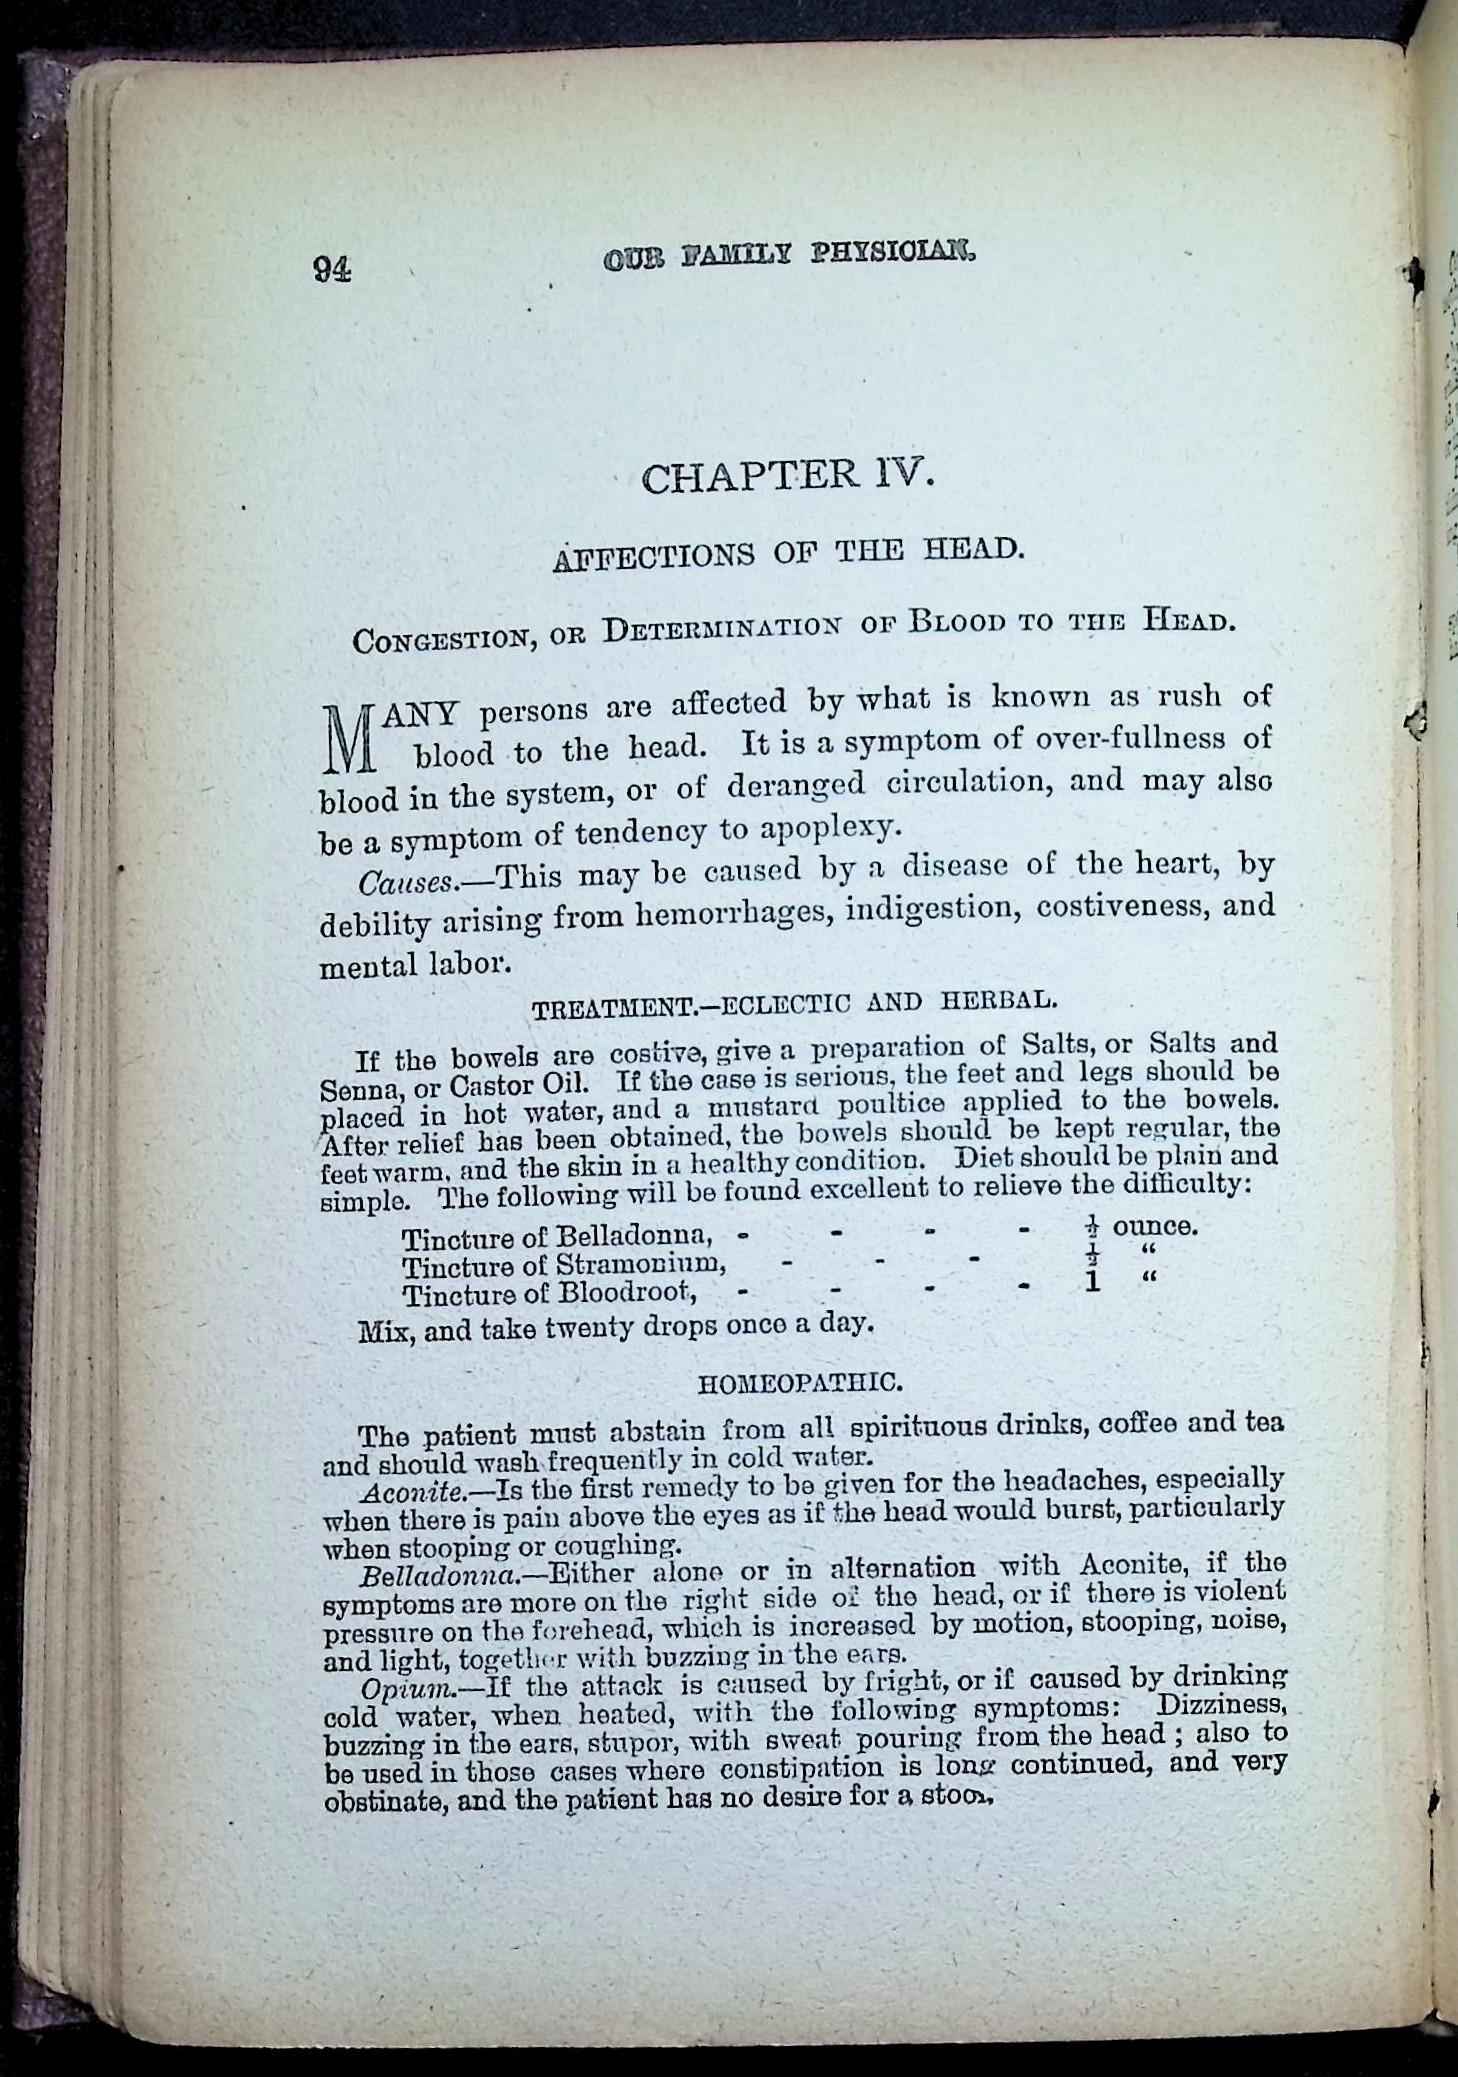 94
OUR FAMILY PHYSICIAN.
CHAPTER IV.
AFFECTIONS OF THE HEAD.
CONGESTION, OR DETERMINATION OF BLOOD TO THE HEAD.
MANY persons are affected by what is known as rush of
blood to the head. It is a symptom of over-fullness of
blood in the system, or of deranged circulation, and may also
be a symptom of tendency to apoplexy.
Causes.—This may be caused by a disease of the heart, by
debility arising from hemorrhages, indigestion, costiveness, and
mental labor.
TREATMENT.—ECLECTIC AND HERBAL.
If the bowels are costive, give a preparation of Salts, or Salts and
Senna, or Castor Oil. If the case is serious, the feet and legs should be
placed in hot water, and a mustard poultice applied to the bowels.
After relief has been obtained, the bowels should be kept regular, the
feet warm, and the skin in a healthy condition. Diet should be plain and
simple. The following will be found excellent to relieve the difficulty:
Tincture of Belladonna, - - - - ½ ounce.
Tincture of Stramonium, - - - ½ “
Tincture of Bloodroot, - - - - 1 “
Mix, and take twenty drops once a day.
HOMEOPATHIC.
The patient must abstain from all spirituous drinks, coffee and tea
and should wash frequently in cold water.
Aconite.—Is the first remedy to be given for the headaches, especially
when there is pain above the eyes as if the head would burst, particularly
when stooping or coughing.
Belladonna.—Either alone or in alternation with Aconite, if the
symptoms are more on the right side of the head, or if there is violent
pressure on the forehead, which is increased by motion, stooping, noise,
and light, together with buzzing in the ears.
Opium.—If the attack is caused by fright, or if caused by drinking
cold water, when heated, with the following symptoms: Dizziness,
buzzing in the ears, stupor, with sweat pouring from the head ; also to
be used in those cases where constipation is long continued, and very
obstinate, and the patient has no desire for a stool.